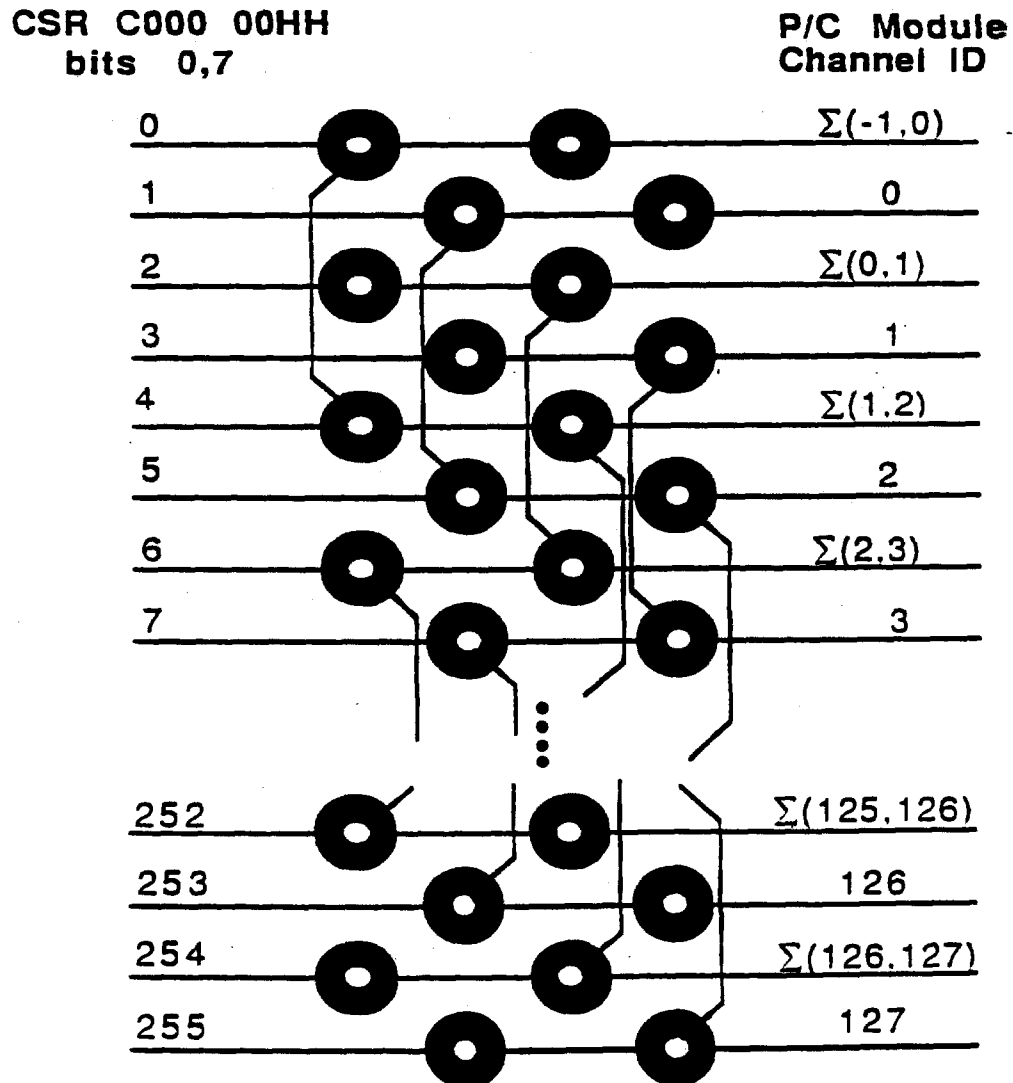 CSR C000 00HH
bits 0,7
P/C Module
Channel ID
0 Σ(-1,0)
1 0
2 Σ(0,1)
3 1
4 Σ(1,2)
5 2
6 Σ(2,3)
7 3
252 Σ(125,126)
253 126
254 Σ(126,127)
255 127